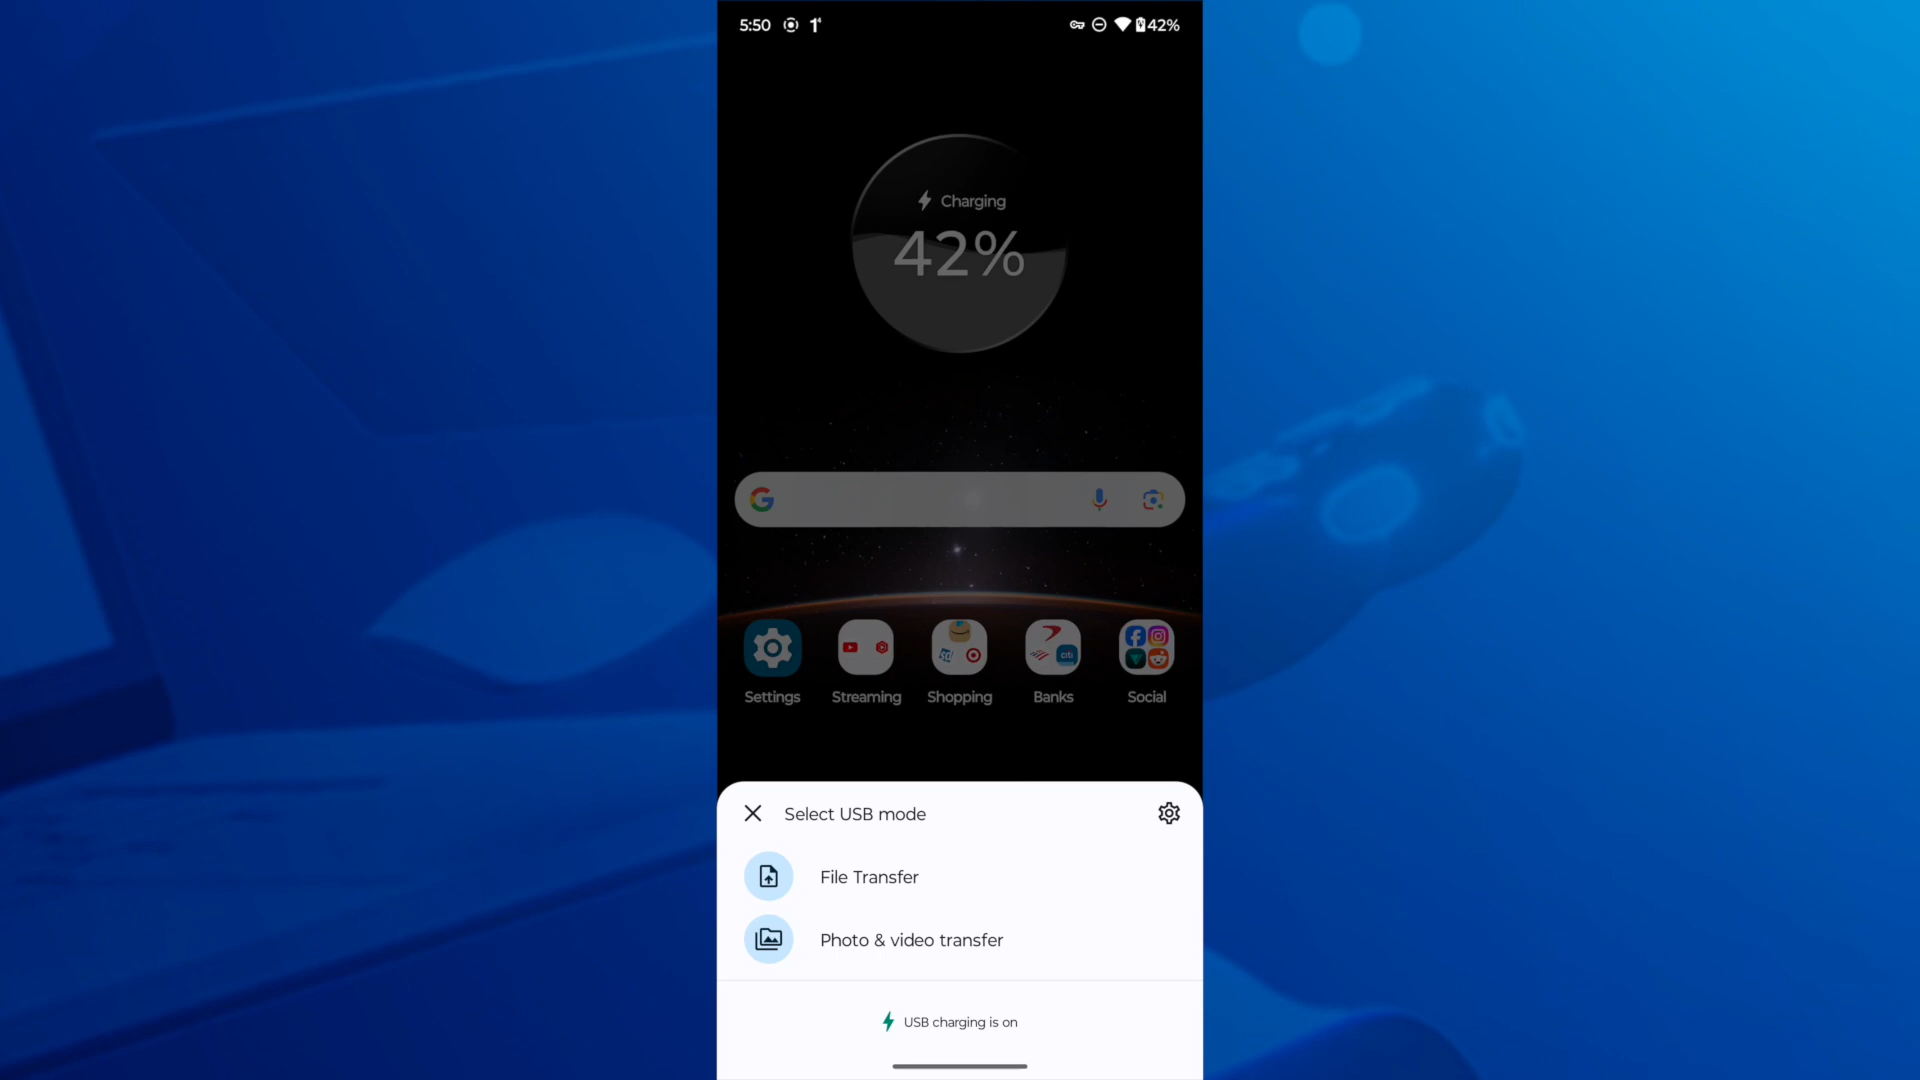 5:50
42%
Charging
42%
Settings
Streaming
Shopping
Banks
Social
Select USB mode
File Transfer
Photo & video transfer
USB charging is on